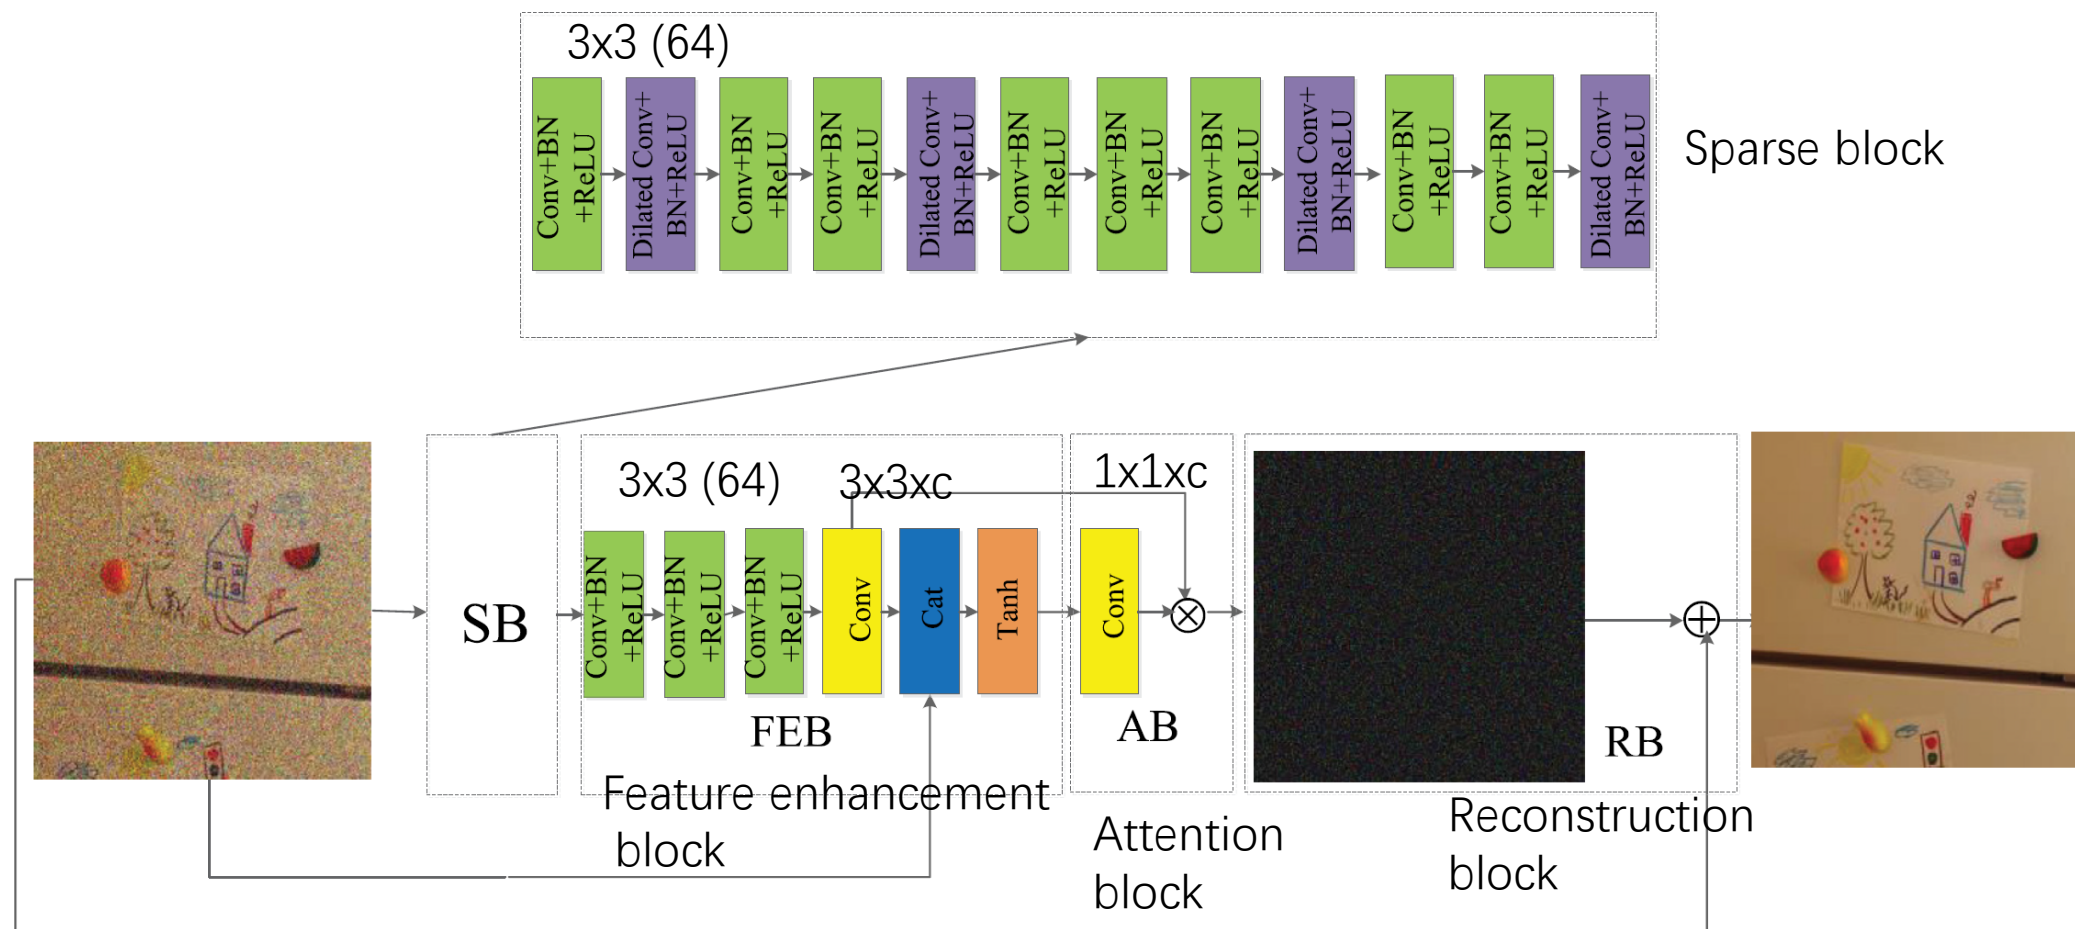 3x3 (64)
Conv+BN
+ReLU
Dilated Conv+
BN+ReLU
Conv+BN
+ReLU
Conv+BN
+ReLU
Dilated Conv+
BN+ReLU
Conv+BN
+ReLU
Conv+BN
+ReLU
Conv+BN
+ReLU
Dilated Conv+
BN+ReLU
Conv+BN
+ReLU
Conv+BN
+ReLU
Dilated Conv+
BN+ReLU
Sparse block
SB
3x3 (64)
3x3xc
1x1xc
Conv+BN
+ReLU
Conv+BN
+ReLU
Conv+BN
+ReLU
Conv
Cat
Tanh
Conv
FEB
AB
RB
Feature enhancement
block
Attention
block
Reconstruction
block